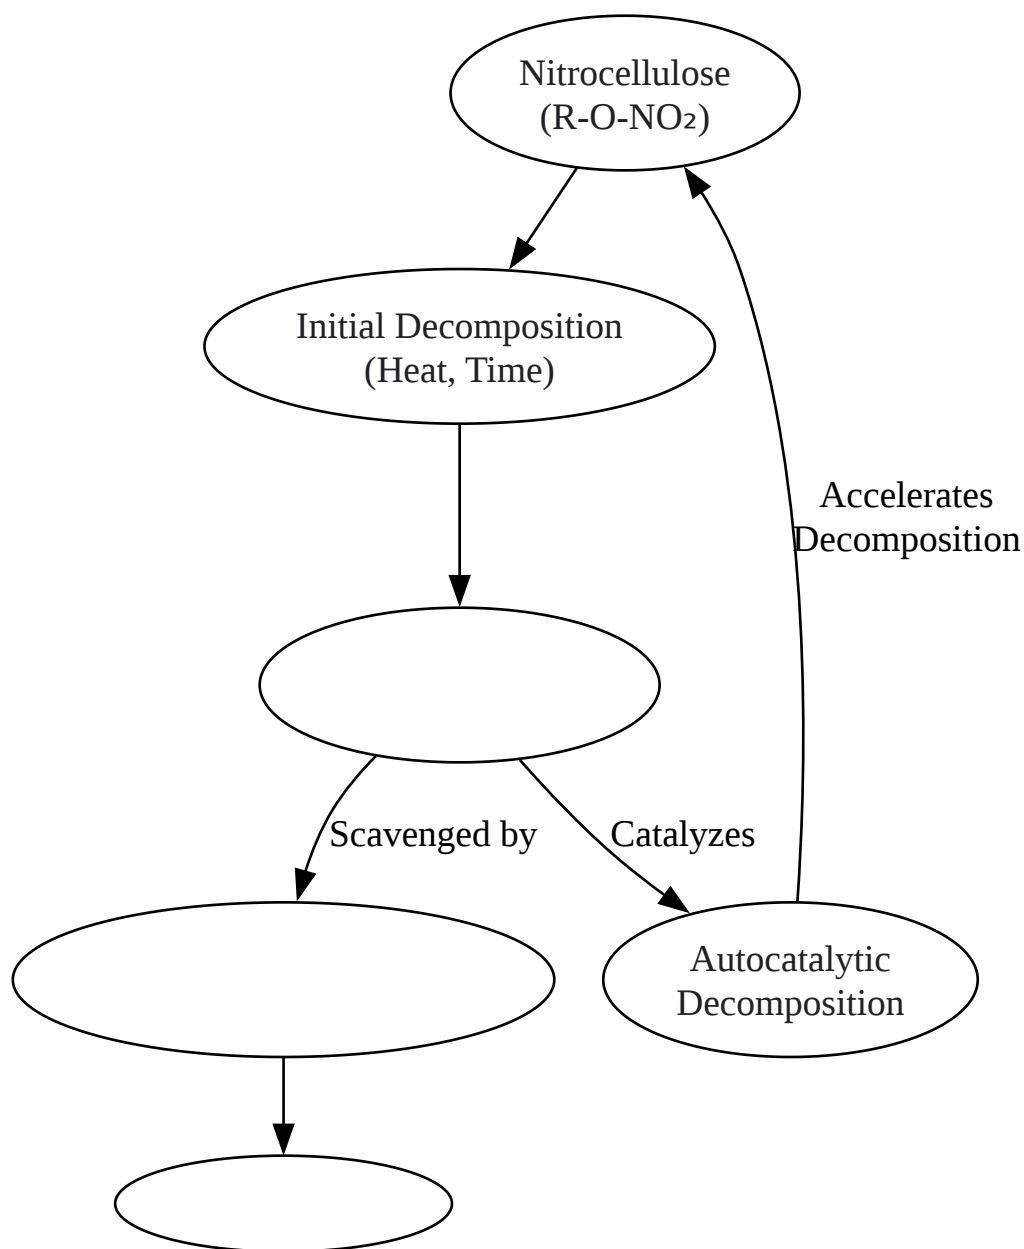 Nitrocellulose
(R-O-NO₂)
Initial Decomposition
(Heat, Time)
Accelerates
Decomposition
Scavenged by
Catalyzes
Autocatalytic
Decomposition